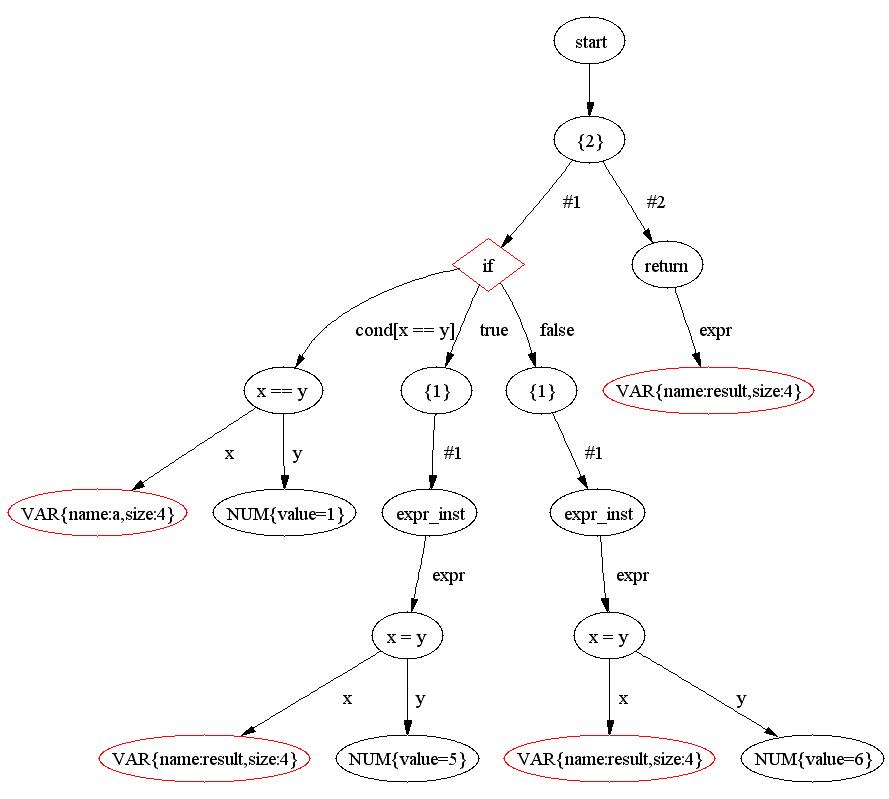 start
{2}
#1
#2
if
return
cond[x == y]
true
false
expr
x == y
{1}
{1}
VAR{name:result,size:4}
x
y
#1
#1
VAR{name:a,size:4}
NUM{value=1}
expr_inst
expr_inst
expr
expr
x = y
x = y
x
y
x
y
VAR{name:result,size:4}
NUM{value=5}
VAR{name:result,size:4}
NUM{value=6}